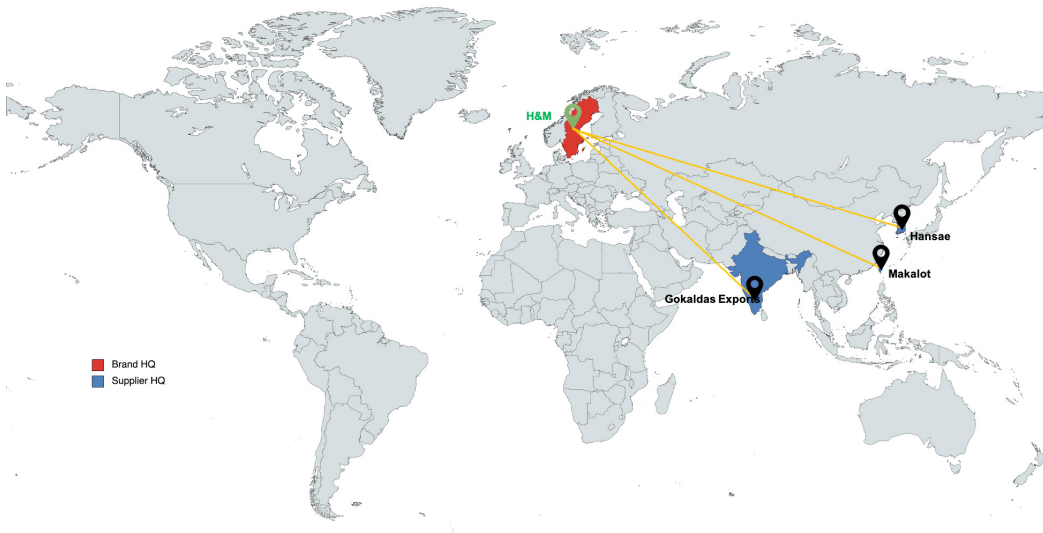 H&M
Hansae
Makalot
Gokaldas Exports
Brand HQ
Supplier HQ